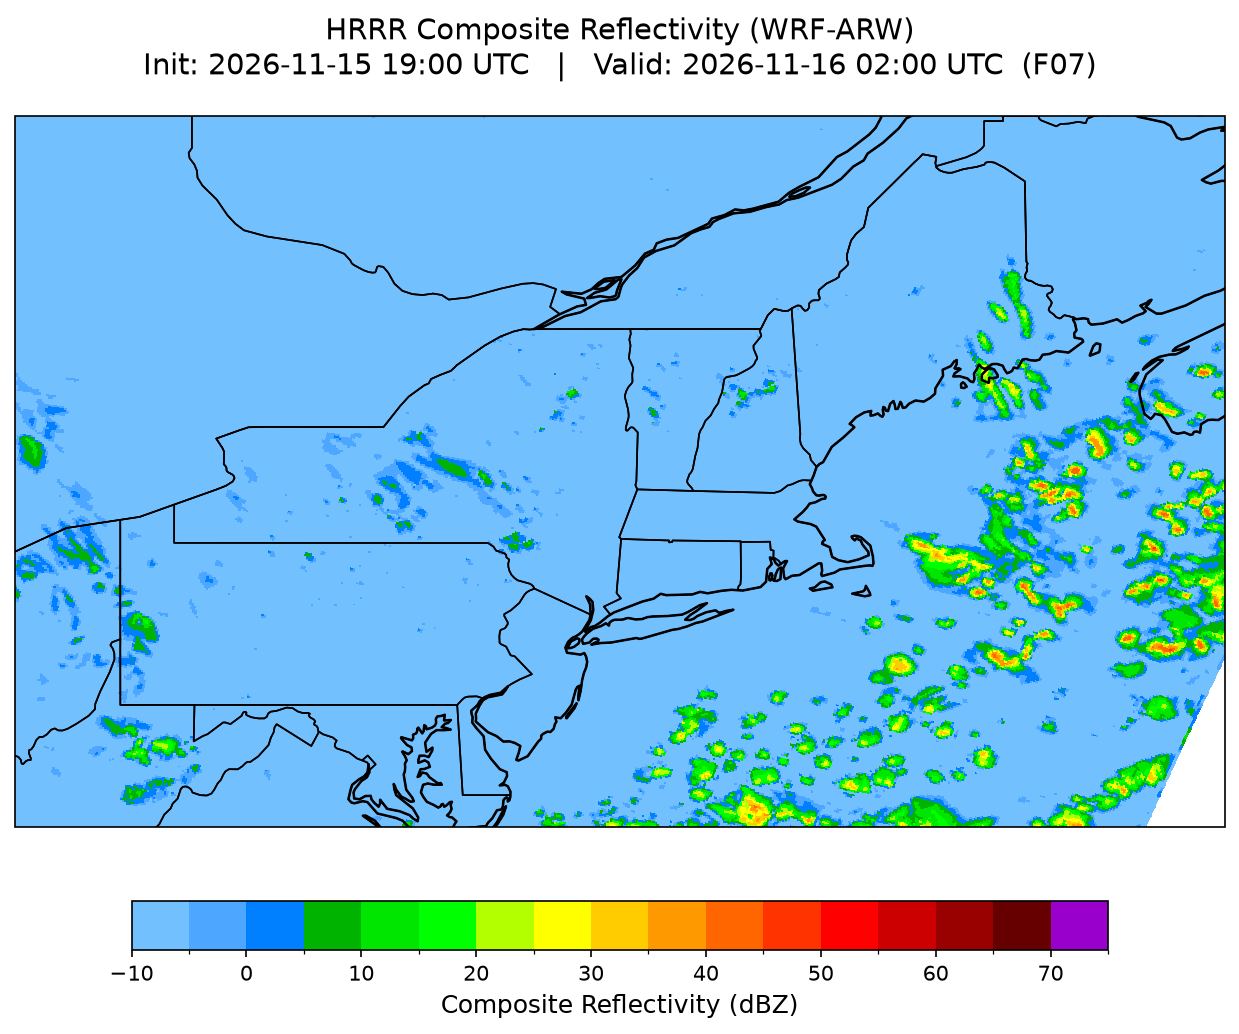 HRRR Composite Reflectivity (WRF-ARW)
Init: 2026-11-15 19:00 UTC   |   Valid: 2026-11-16 02:00 UTC  (F07)
−10 0 10 20 30 40 50 60 70
Composite Reflectivity (dBZ)